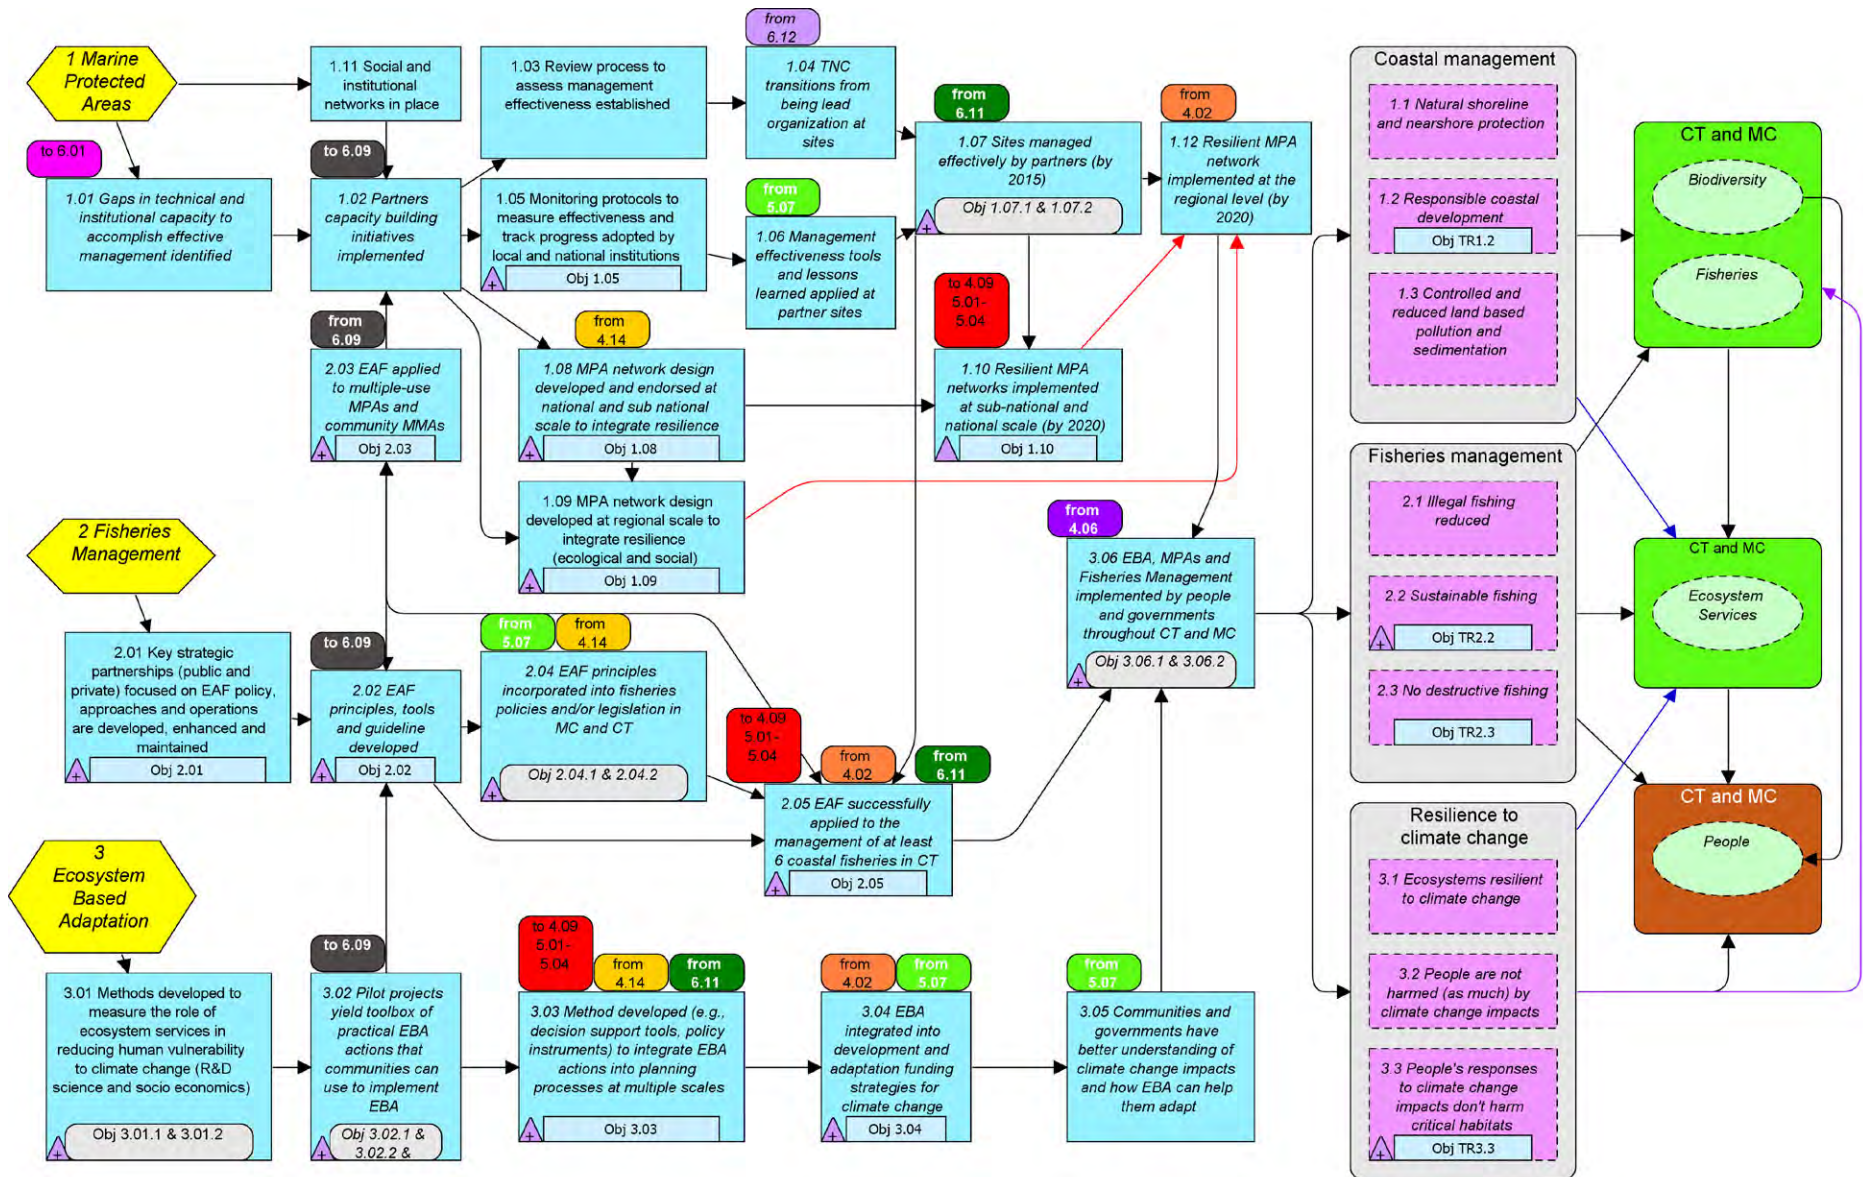 1 Marine
Protected
Areas
to 6.01
1.01 Gaps in technical and
institutional capacity to
accomplish effective
management identified
1.11 Social and
institutional
networks in place
to 6.09
1.02 Partners
capacity building
initiatives
implemented
1.03 Review process to
assess management
effectiveness established
1.05 Monitoring protocols to
measure effectiveness and
track progress adopted by
local and national institutions
+
Obj 1.05
from
6.12
1.04 TNC
transitions from
being lead
organization at
sites
from
5.07
1.06 Management
effectiveness tools
and lessons
learned applied at
partner sites
from
6.11
1.07 Sites managed
effectively by partners (by
2015)
+
Obj 1.07.1 & 1.07.2
from
4.02
1.12 Resilient MPA
network
implemented at the
regional level (by
2020)
from
6.09
2.03 EAF applied
to multiple-use
MPAs and
community MMAs
+
Obj 2.03
from
4.14
1.08 MPA network design
developed and endorsed at
national and sub national
scale to integrate resilience
+
Obj 1.08
1.09 MPA network design
developed at regional scale to
integrate resilience
(ecological and social)
+
Obj 1.09
to 4.09
5.01-
5.04
1.10 Resilient MPA
networks implemented
at sub-national and
national scale (by 2020)
Obj 1.10
2 Fisheries
Management
2.01 Key strategic
partnerships (public and
private) focused on EAF policy,
approaches and operations
are developed, enhanced and
maintained
+
Obj 2.01
to 6.09
2.02 EAF
principles, tools
and guideline
developed
+
Obj 2.02
from
5.07
from
4.14
2.04 EAF principles
incorporated into fisheries
policies and/or legislation in
MC and CT
+
Obj 2.04.1 & 2.04.2
to 4.09
5.01-
5.04
from
4.02
from
6.11
2.05 EAF successfully
applied to the
management of at least
6 coastal fisheries in CT
+
Obj 2.05
from
4.06
3.06 EBA, MPAs and
Fisheries Management
implemented by people
and governments
throughout CT and MC
+
Obj 3.06.1 & 3.06.2
3
Ecosystem
Based
Adaptation
3.01 Methods developed to
measure the role of
ecosystem services in
reducing human vulnerability
to climate change (R&D
science and socio economics)
+
Obj 3.01.1 & 3.01.2
to 6.09
3.02 Pilot projects
yield toolbox of
practical EBA
actions that
communities can
use to implement
EBA
+
Obj 3.02.1 &
3.02.2 &
to 4.09
5.01-
5.04
from
4.14
from
6.11
3.03 Method developed (e.g.,
decision support tools, policy
instruments) to integrate EBA
actions into planning
processes at multiple scales
+
Obj 3.03
from
4.02
from
5.07
3.04 EBA
integrated into
development and
adaptation funding
strategies for
climate change
+
Obj 3.04
from
5.07
3.05 Communities and
governments have
better understanding of
climate change impacts
and how EBA can help
them adapt
Coastal management
1.1 Natural shoreline
and nearshore protection
1.2 Responsible coastal
development
Obj TR1.2
1.3 Controlled and
reduced land based
pollution and
sedimentation
Fisheries management
2.1 Illegal fishing
reduced
2.2 Sustainable fishing
+
Obj TR2.2
2.3 No destructive fishing
Obj TR2.3
Resilience to
climate change
3.1 Ecosystems resilient
to climate change
3.2 People are not
harmed (as much) by
climate change impacts
3.3 People's responses
to climate change
impacts don't harm
critical habitats
+
Obj TR3.3
CT and MC
Biodiversity
Fisheries
CT and MC
Ecosystem
Services
CT and MC
People